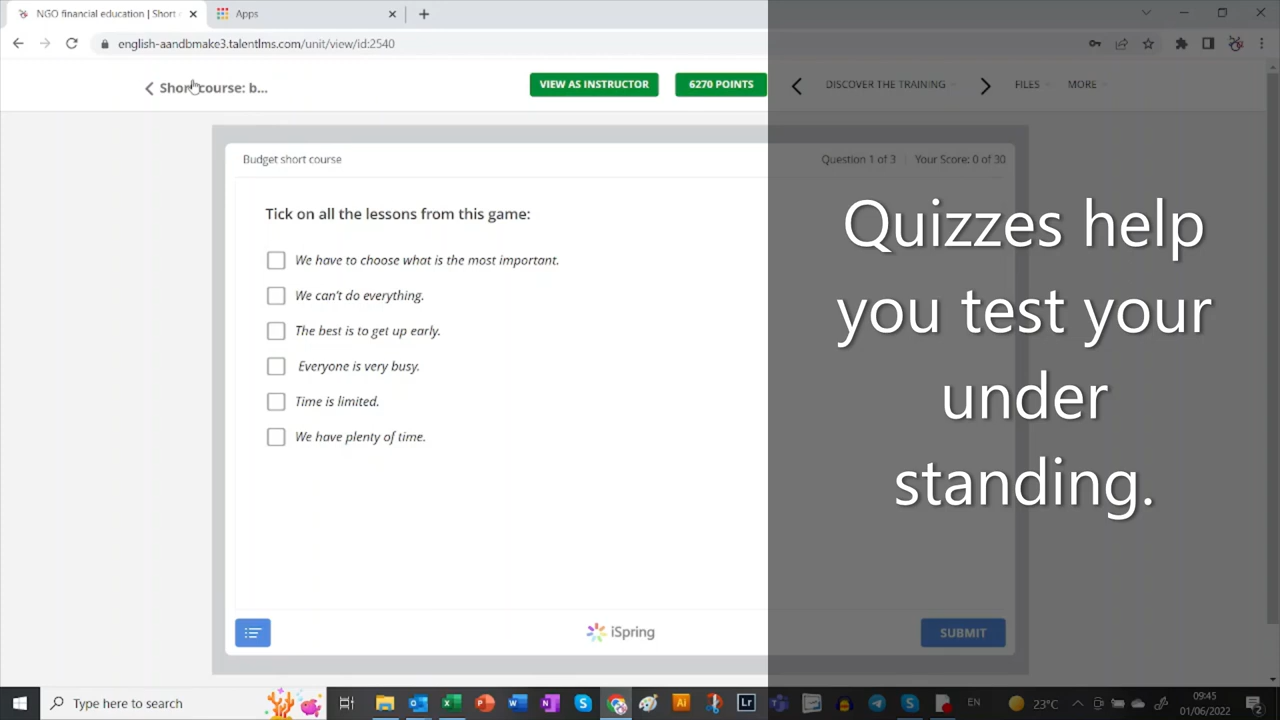 NGO financial education | Short
Apps
english-aandbmake3.talentlms.com/unit/view/id:2540
Short course: b...
VIEW AS INSTRUCTOR
6270 POINTS
DISCOVER THE TRAINING
FILES
MORE
Budget short course
Question 1 of 3
Your Score: 0 of 30
Tick on all the lessons from this game:
We have to choose what is the most important.
We can't do everything.
The best is to get up early.
Everyone is very busy.
Time is limited.
We have plenty of time.
iSpring
SUBMIT
Quizzes help
you test your
under
standing.
Type here to search
Lr
EN
23°C
09:45
01/06/2022
2